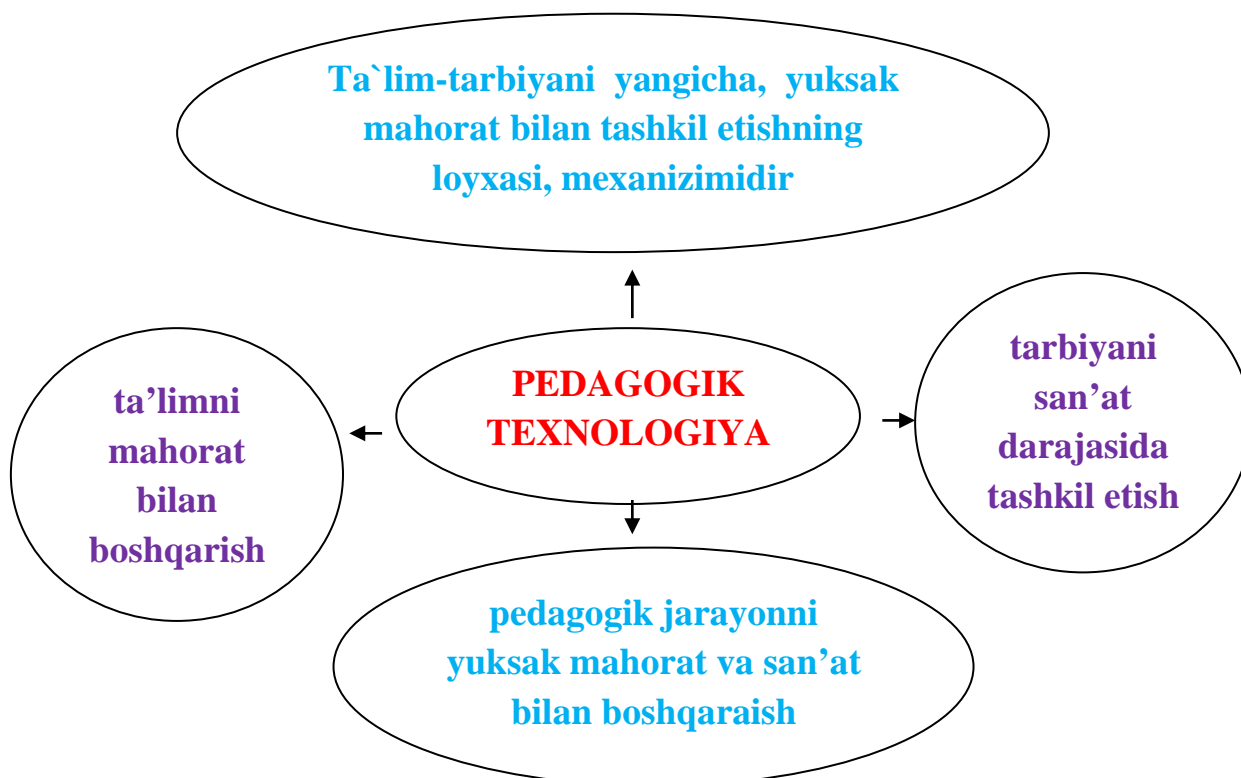 Ta`lim-tarbiyani yangicha, yuksak
mahorat bilan tashkil etishning
loyxasi, mexanizimidir
PEDAGOGIK
TEXNOLOGIYA
ta’limni
mahorat
bilan
boshqarish
tarbiyani
san’at
darajasida
tashkil etish
pedagogik jarayonni
yuksak mahorat va san’at
bilan boshqaraish